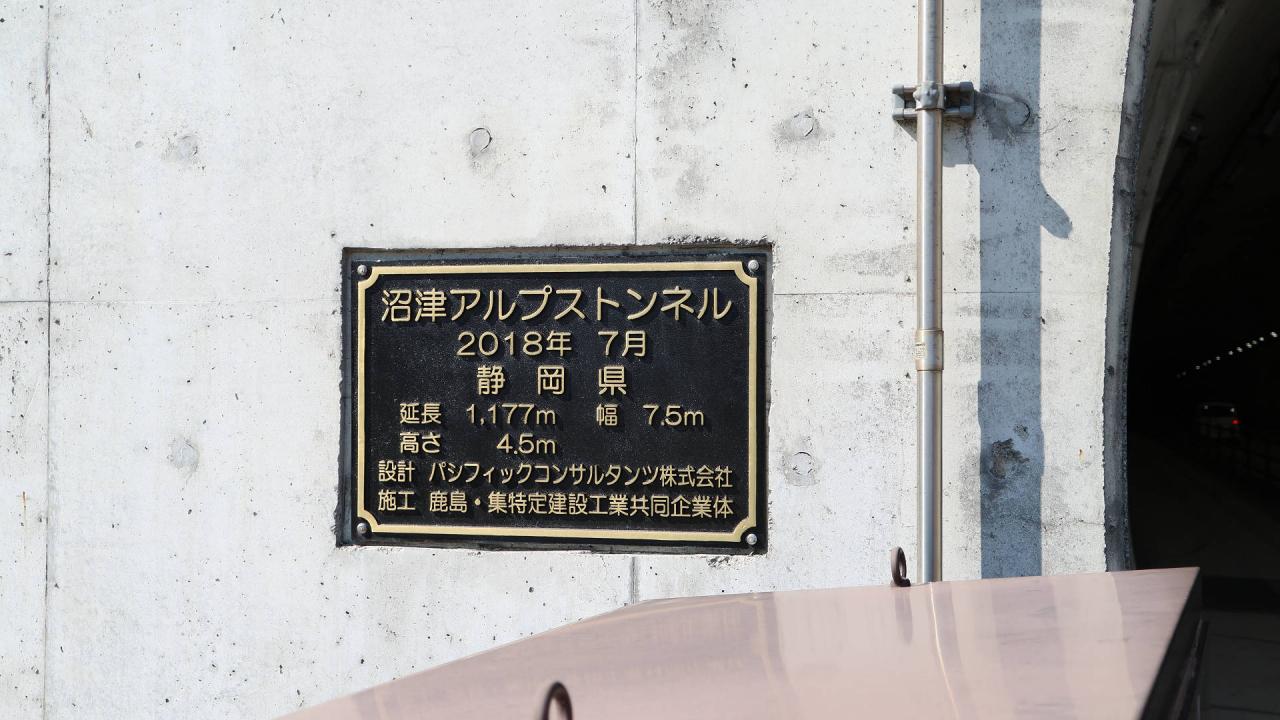 沼津アルプストンネル
2018年 7月
静岡県
延長 1,177m 幅 7.5m
高さ 4.5m
設計 パシフィックコンサルタンツ株式会社
施工 鹿島・集特定建設工業共同企業体